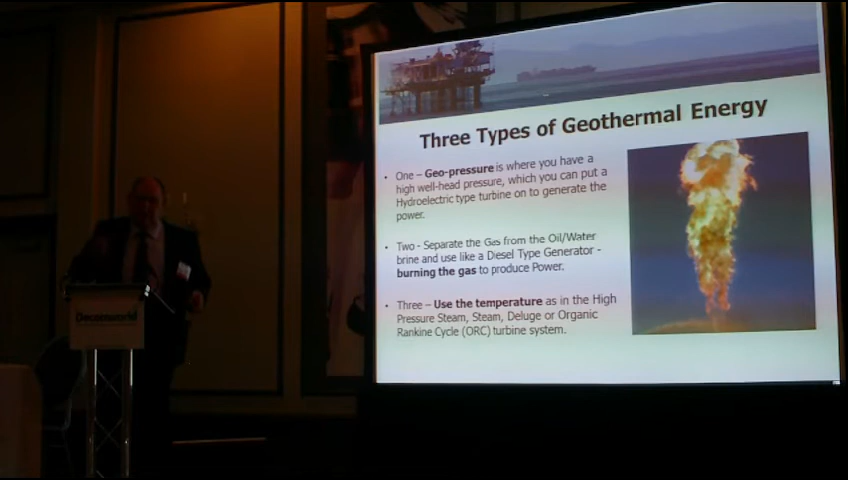 Three Types of Geothermal Energy
• One – Geo-pressure is where you have a
high well-head pressure, which you can put a
Hydroelectric type turbine on to generate the
power.
• Two - Separate the Gas from the Oil/Water
brine and use like a Diesel Type Generator -
burning the gas to produce Power.
• Three – Use the temperature as in the High
Pressure Steam, Steam, Deluge or Organic
Rankine Cycle (ORC) turbine system.
Decomworld